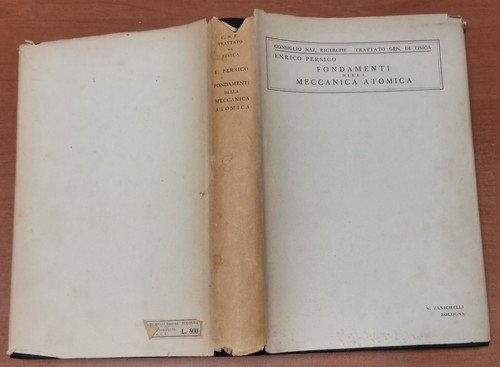 C. N. R.
TRATTATO
DI
FISICA
E. PERSICO
FONDAMENTI
DELLA
MECCANICA
ATOMICA
CONSIGLIO NAZ. RICERCHE - TRATTATO GEN. DI FISICA
ENRICO PERSICO
FONDAMENTI
DELLA
MECCANICA ATOMICA
N. ZANICHELLI
BOLOGNA
BOLOGNA
L. 800